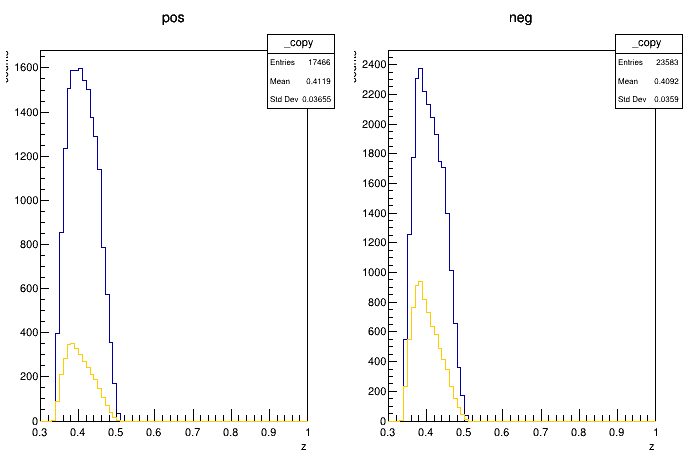 pos
neg
_copy
Entries 17466
Mean 0.4119
Std Dev 0.03655
1600
1400
1200
1000
800
600
400
200
0
0.3 0.4 0.5 0.6 0.7 0.8 0.9 1
z
_copy
Entries 23583
Mean 0.4092
Std Dev 0.0359
2400
2200
2000
1800
1600
1400
1200
1000
800
600
400
200
0
0.3 0.4 0.5 0.6 0.7 0.8 0.9 1
z